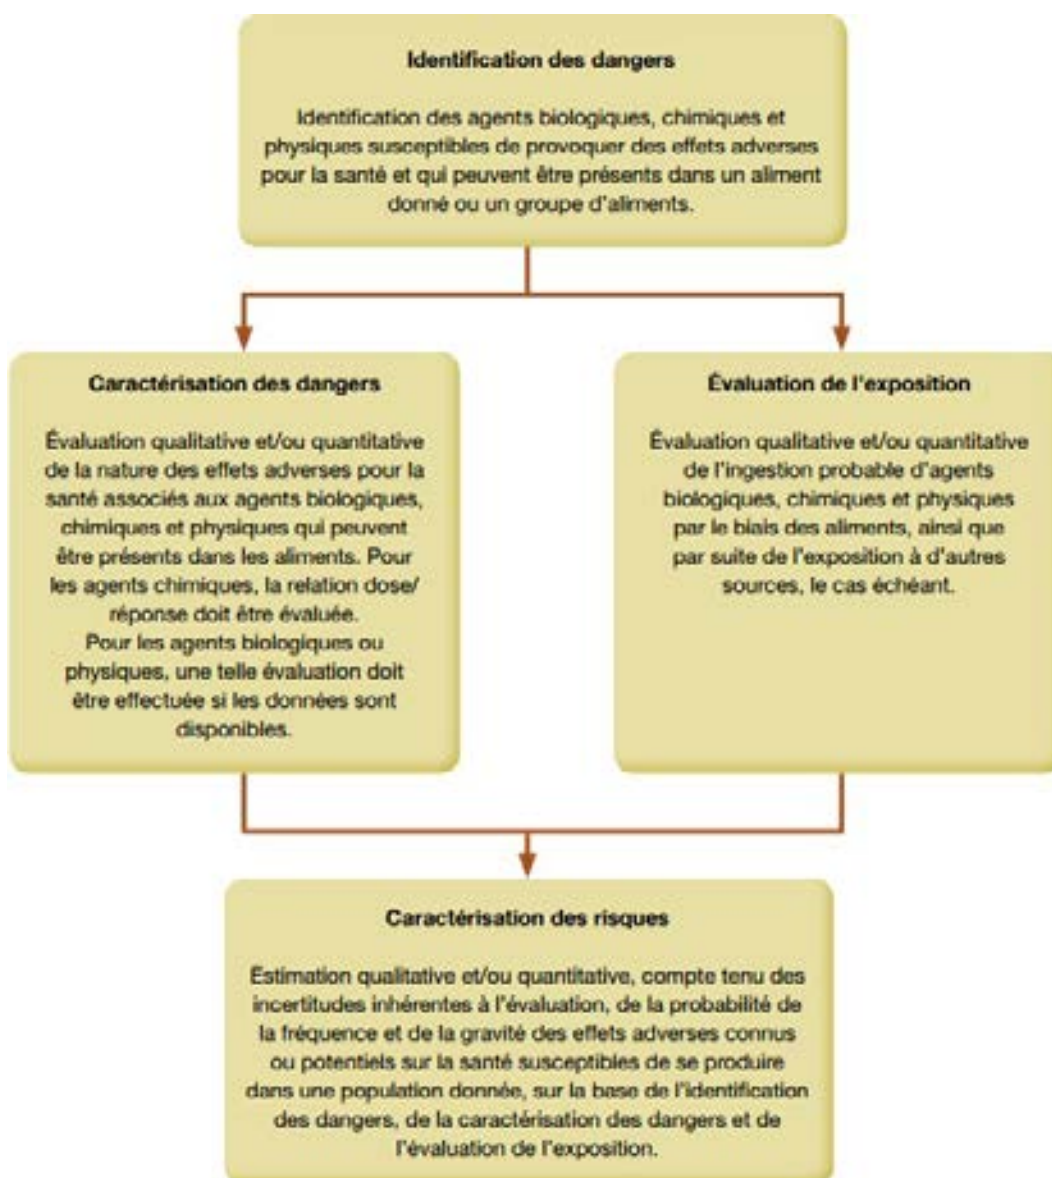 Identification des dangers
Identification des agents biologiques, chimiques et
physiques susceptibles de provoquer des effets adverses
pour la santé et qui peuvent être présents dans un aliment
donné ou un groupe d'aliments.
Caractérisation des dangers
Évaluation qualitative et/ou quantitative
de la nature des effets adverses pour la
santé associés aux agents biologiques,
chimiques et physiques qui peuvent
être présents dans les aliments. Pour
les agents chimiques, la relation dose/
réponse doit être évaluée.
Pour les agents biologiques ou
physiques, une telle évaluation doit
être effectuée si les données sont
disponibles.
Évaluation de l'exposition
Évaluation qualitative et/ou quantitative
de l'ingestion probable d'agents
biologiques, chimiques et physiques
par le biais des aliments, ainsi que
par suite de l'exposition à d'autres
sources, le cas échéant.
Caractérisation des risques
Estimation qualitative et/ou quantitative, compte tenu des
incertitudes inhérentes à l'évaluation, de la probabilité de
la fréquence et de la gravité des effets adverses connus
ou potentiels sur la santé susceptibles de se produire
dans une population donnée, sur la base de l'identification
des dangers, de la caractérisation des dangers et de
l'évaluation de l'exposition.